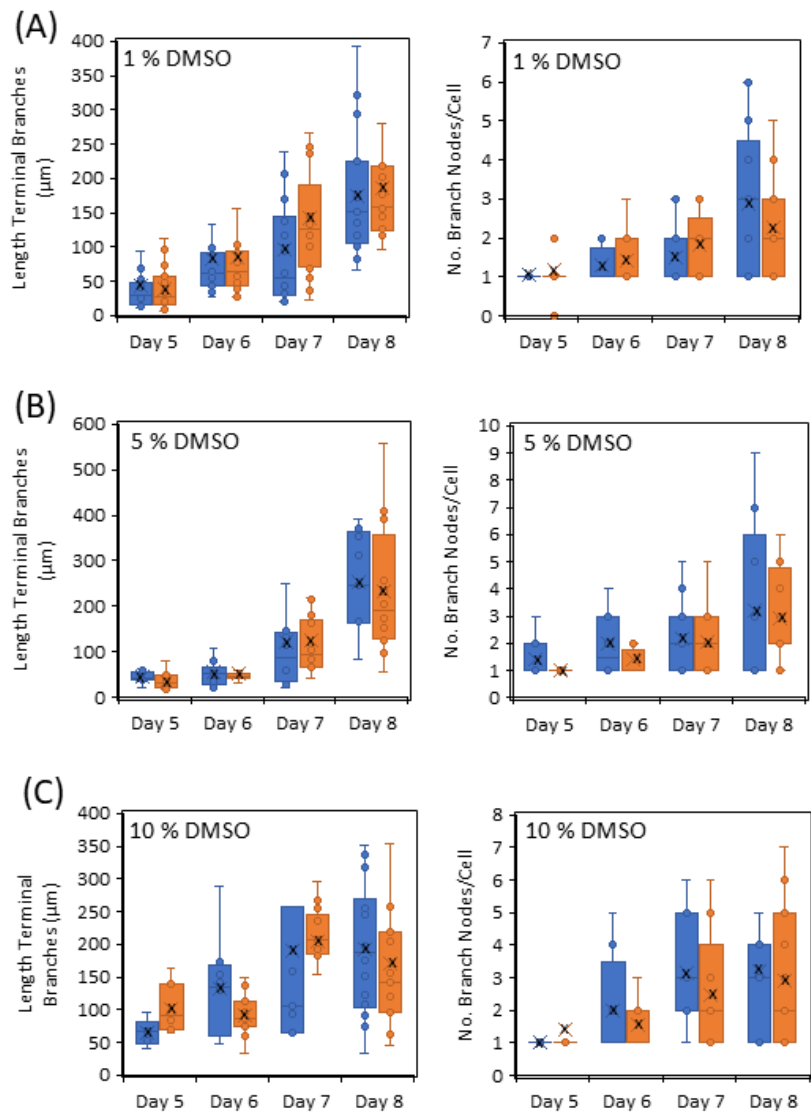 (A)
1 % DMSO
Length Terminal Branches
(µm)
400
350
300
250
200
150
100
50
0
Day 5 Day 6 Day 7 Day 8
1 % DMSO
No. Branch Nodes/Cell
7
6
5
4
3
2
1
0
Day 5 Day 6 Day 7 Day 8
(B)
5 % DMSO
Length Terminal Branches
(µm)
600
500
400
300
200
100
0
Day 5 Day 6 Day 7 Day 8
5 % DMSO
No. Branch Nodes/Cell
10
9
8
7
6
5
4
3
2
1
0
Day 5 Day 6 Day 7 Day 8
(C)
10 % DMSO
Length Terminal
Branches (µm)
400
350
300
250
200
150
100
50
0
Day 5 Day 6 Day 7 Day 8
10 % DMSO
No. Branch Nodes/Cell
8
7
6
5
4
3
2
1
0
Day 5 Day 6 Day 7 Day 8